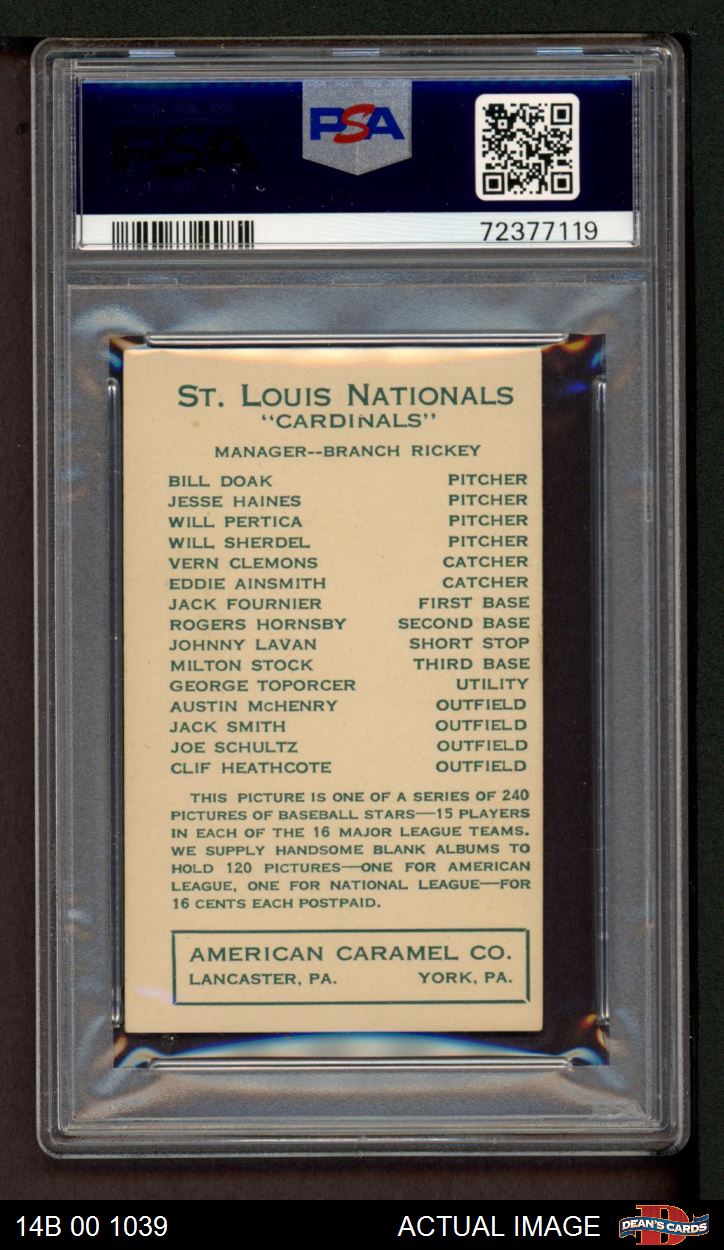 PSA
PSA
72377119
ST. LOUIS NATIONALS
"CARDINALS"
MANAGER--BRANCH RICKEY
BILL DOAK PITCHER
JESSE HAINES PITCHER
WILL PERTICA PITCHER
WILL SHERDEL PITCHER
VERN CLEMONS CATCHER
EDDIE AINSMITH CATCHER
JACK FOURNIER FIRST BASE
ROGERS HORNSBY SECOND BASE
JOHNNY LAVAN SHORT STOP
MILTON STOCK THIRD BASE
GEORGE TOPORCER UTILITY
AUSTIN McHENRY OUTFIELD
JACK SMITH OUTFIELD
JOE SCHULTZ OUTFIELD
CLIF HEATHCOTE OUTFIELD
THIS PICTURE IS ONE OF A SERIES OF 240
PICTURES OF BASEBALL STARS—15 PLAYERS
IN EACH OF THE 16 MAJOR LEAGUE TEAMS.
WE SUPPLY HANDSOME BLANK ALBUMS TO
HOLD 120 PICTURES—ONE FOR AMERICAN
LEAGUE, ONE FOR NATIONAL LEAGUE—FOR
16 CENTS EACH POSTPAID.
AMERICAN CARAMEL CO.
LANCASTER, PA. YORK, PA.
PSA
14B 00 1039 ACTUAL IMAGE DEAN'S CARDS